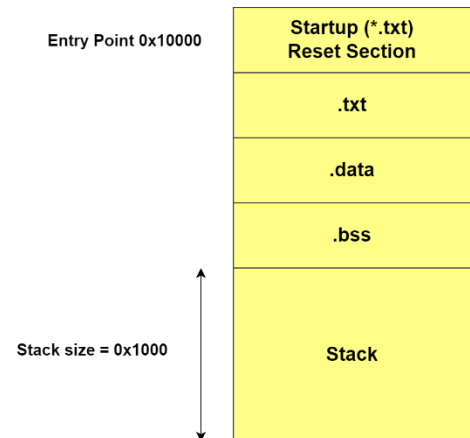 Entry Point 0x10000
Startup (*.txt)
Reset Section
.txt
.data
.bss
Stack size = 0x1000
Stack